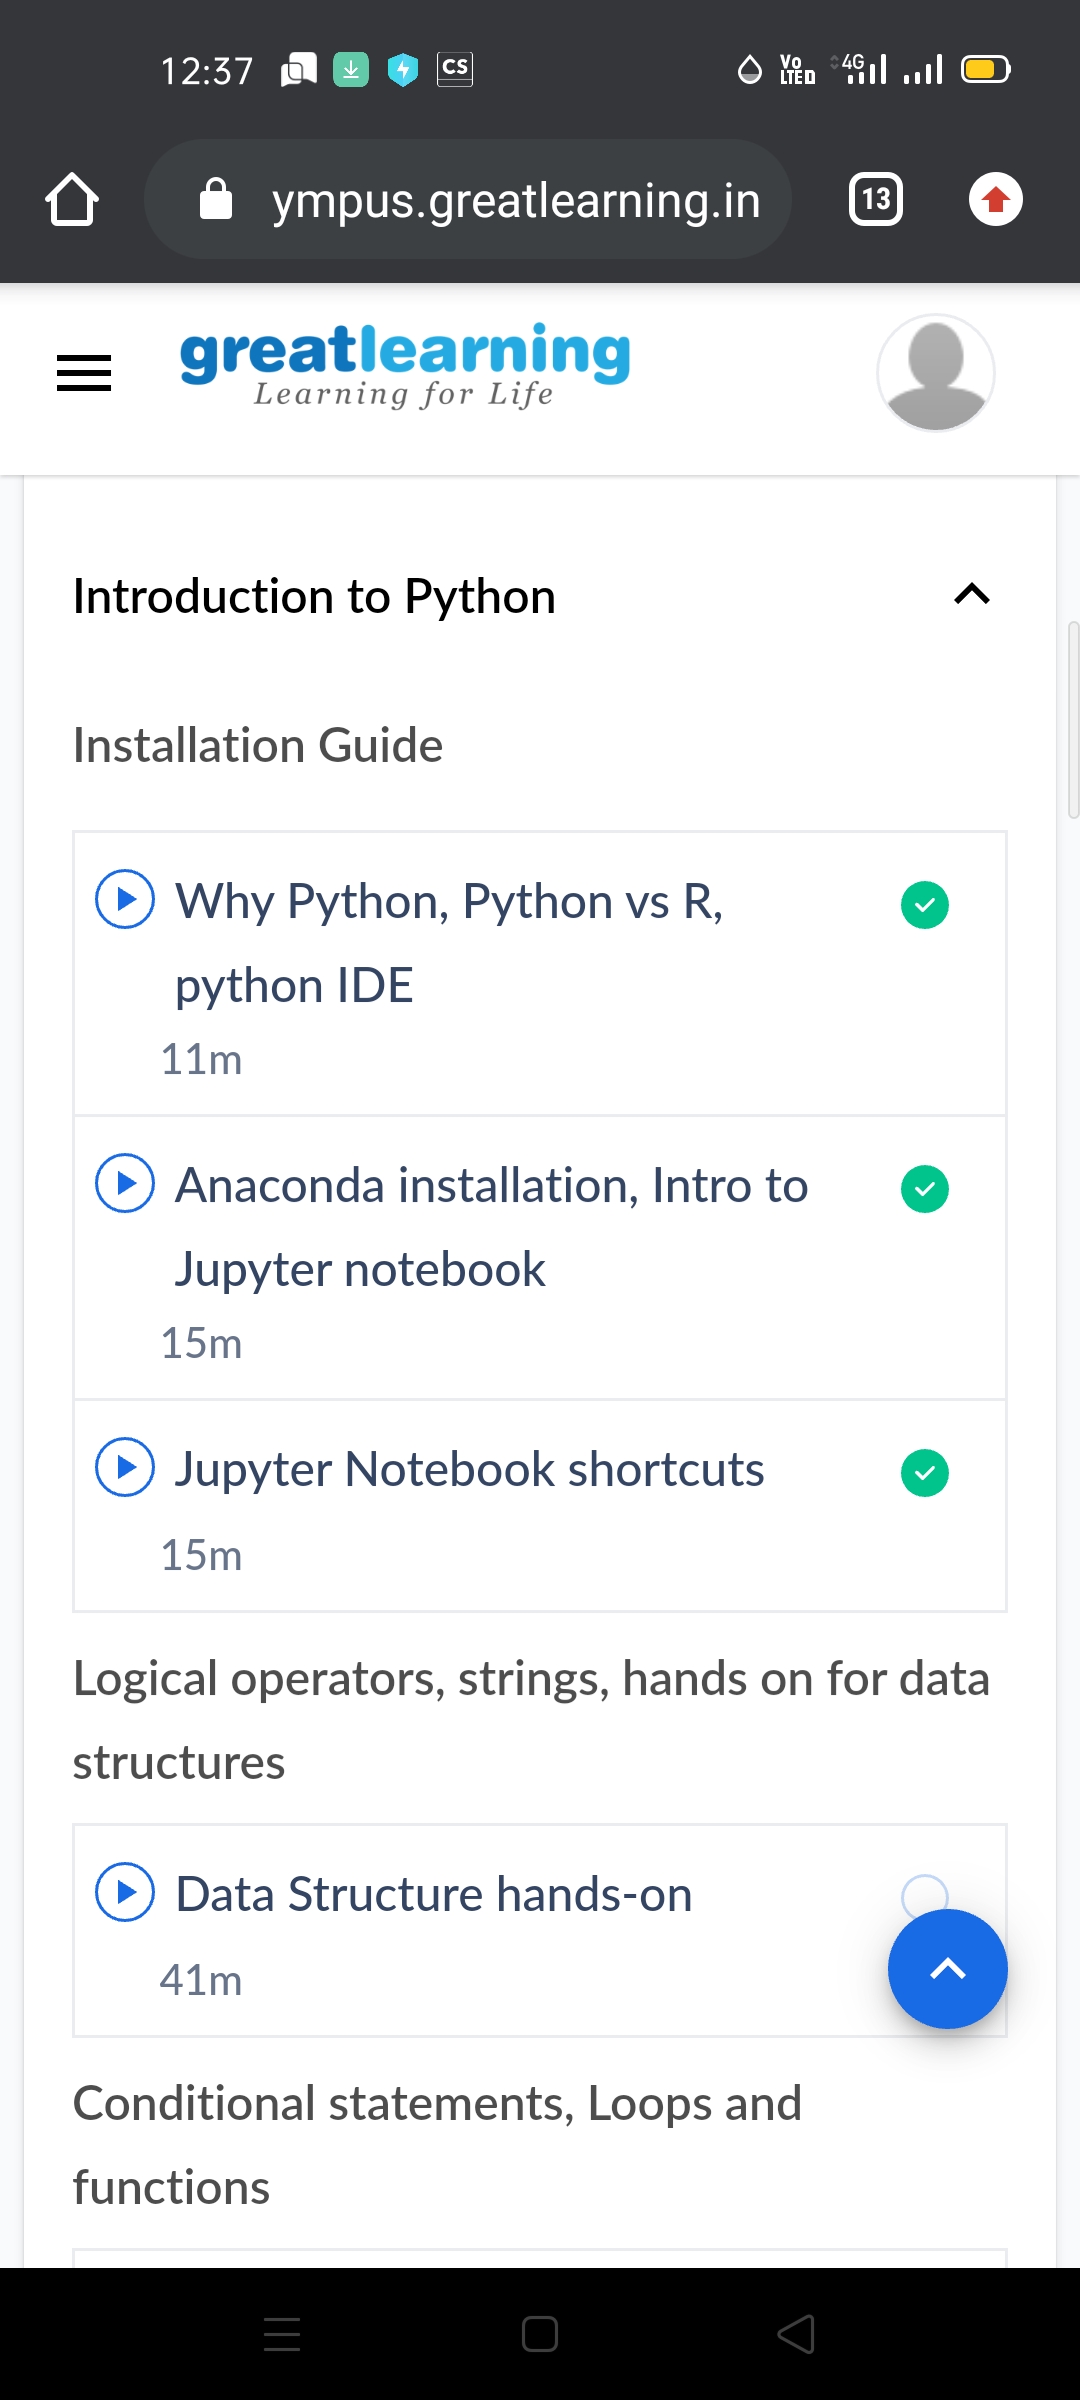 12:37 CS Vo LTE 4G
ympus.greatlearning.in 13
greatlearning
Learning for Life
Introduction to Python
Installation Guide
Why Python, Python vs R,
python IDE
11m
Anaconda installation, Intro to
Jupyter notebook
15m
Jupyter Notebook shortcuts
15m
Logical operators, strings, hands on for data
structures
Data Structure hands-on
41m
Conditional statements, Loops and
functions